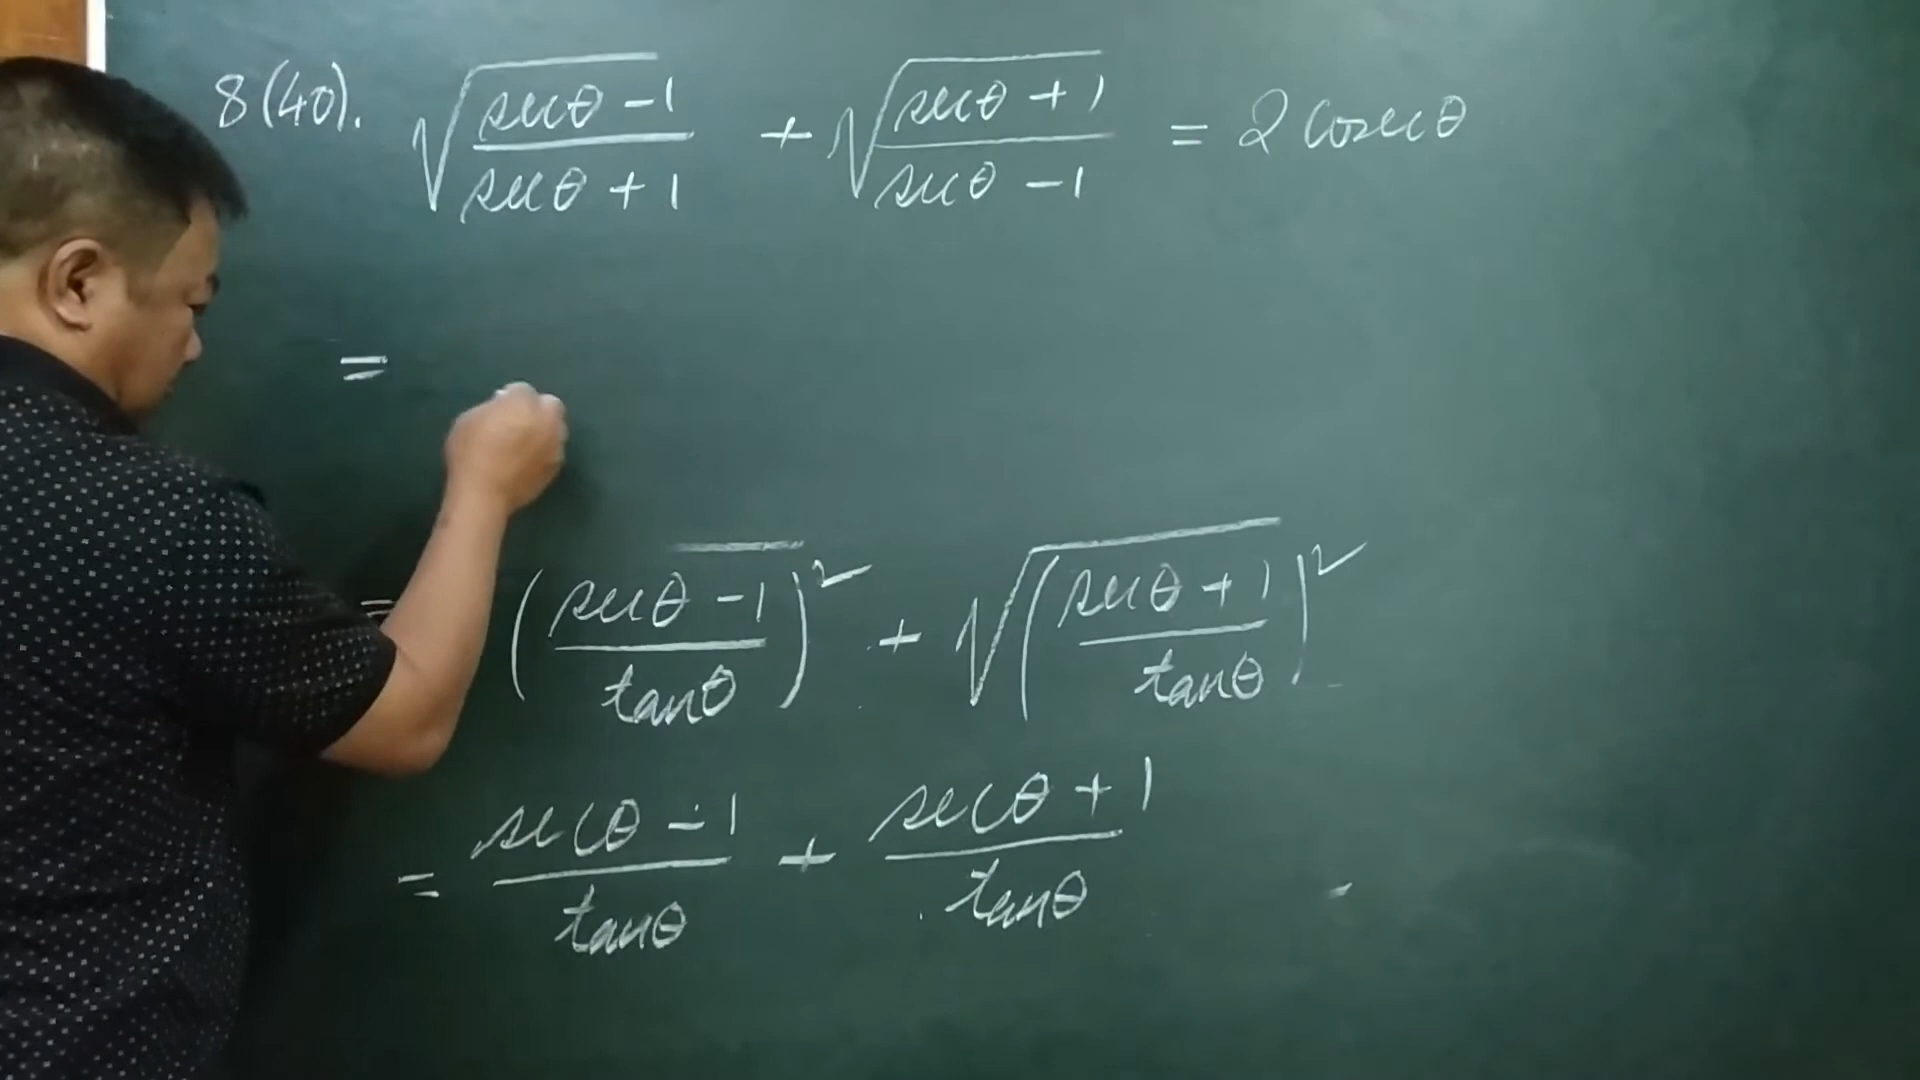 8(40). √((secθ - 1)/(secθ + 1)) + √((secθ + 1)/(secθ - 1)) = 2 cosecθ
=
= ((secθ - 1)/tanθ)² + √((secθ + 1)/tanθ)²
= (secθ - 1)/tanθ + (secθ + 1)/tanθ